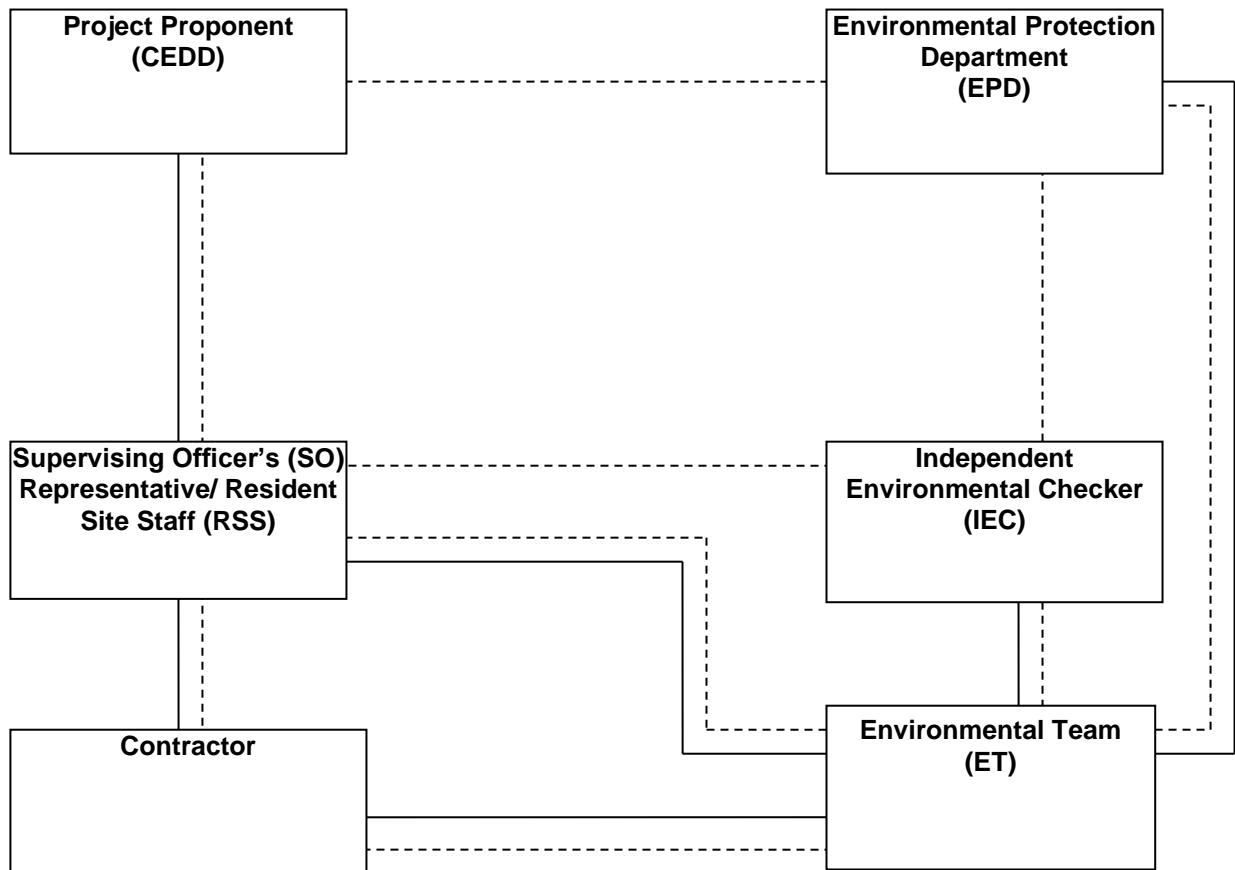 Project Proponent
(CEDD)
Environmental Protection
Department
(EPD)
Supervising Officer’s (SO)
Representative/ Resident
Site Staff (RSS)
Independent
Environmental Checker
(IEC)
Contractor
Environmental Team
(ET)